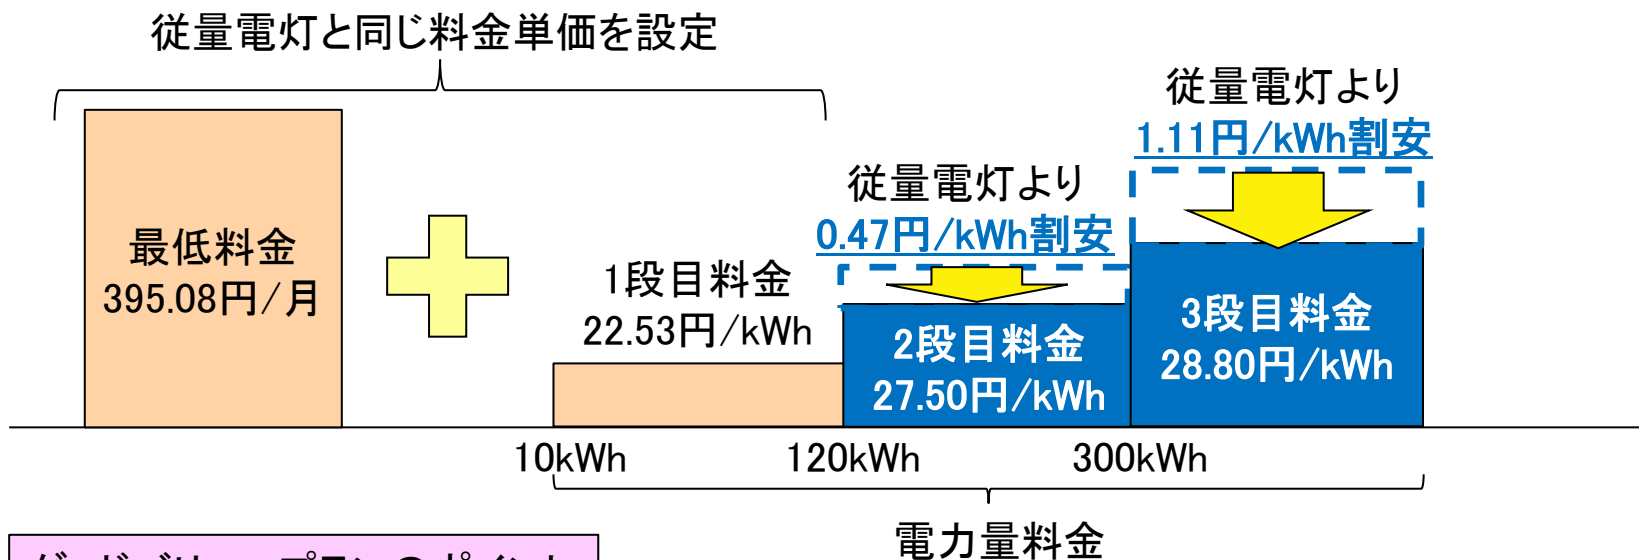 従量電灯と同じ料金単価を設定
従量電灯より
1.11円/kWh割安
従量電灯より
0.47円/kWh割安
最低料金
395.08円/月
1段目料金
22.53円/kWh
2段目料金
27.50円/kWh
3段目料金
28.80円/kWh
10kWh
120kWh
300kWh
電力量料金